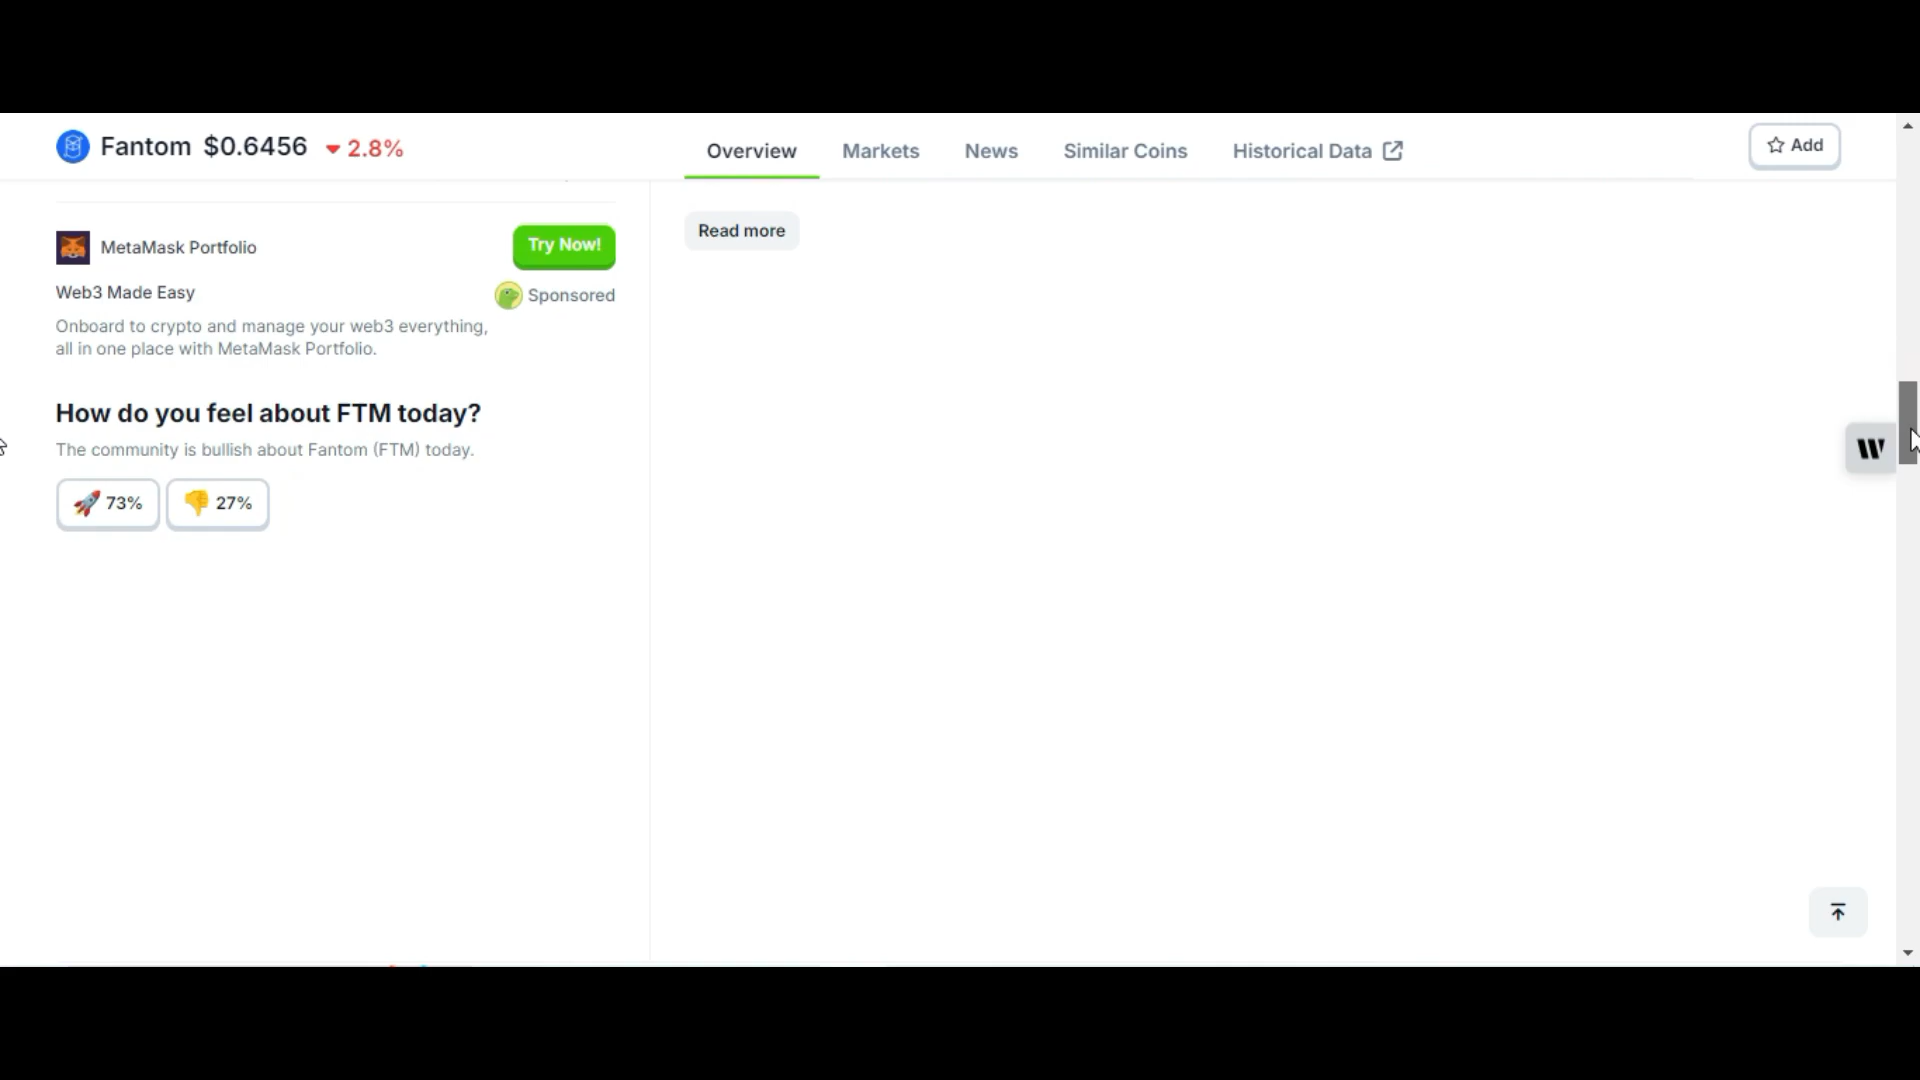 Fantom $0.6456 2.8%
Overview Markets News Similar Coins Historical Data
Add
MetaMask Portfolio
Try Now!
Web3 Made Easy
Sponsored
Onboard to crypto and manage your web3 everything,
all in one place with MetaMask Portfolio.
How do you feel about FTM today?
The community is bullish about Fantom (FTM) today.
73% 27%
Read more
W